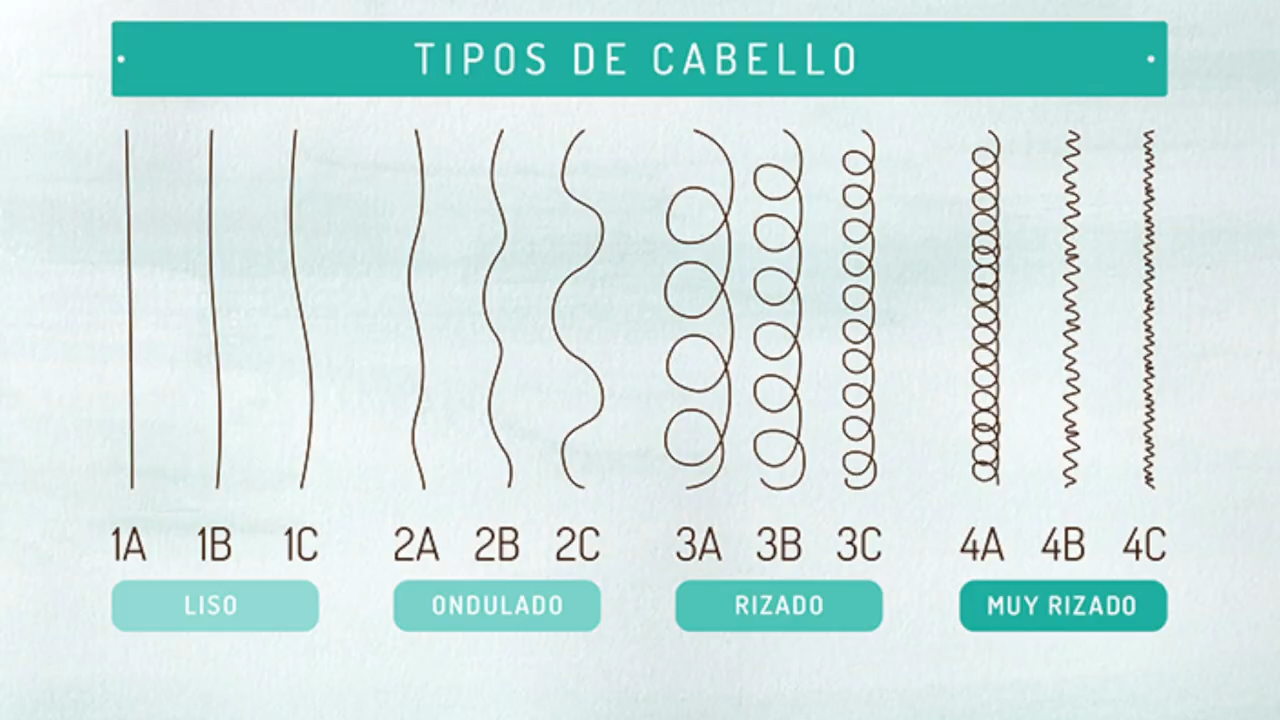 TIPOS DE CABELLO
1A 1B 1C 2A 2B 2C 3A 3B 3C 4A 4B 4C
LISO ONDULADO RIZADO MUY RIZADO